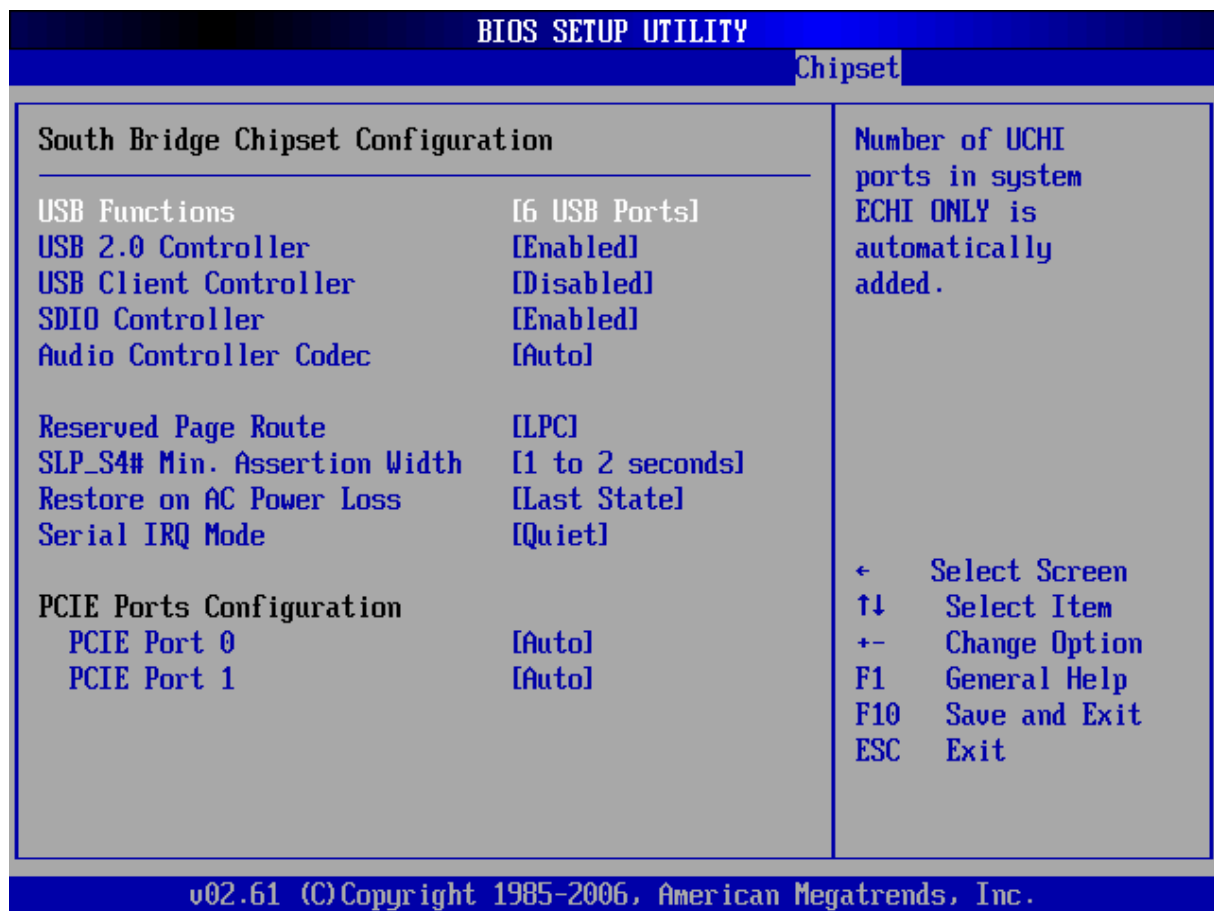 BIOS SETUP UTILITY
Chipset
South Bridge Chipset Configuration
USB Functions [6 USB Ports]
USB 2.0 Controller [Enabled]
USB Client Controller [Disabled]
SDIO Controller [Enabled]
Audio Controller Codec [Auto]
Reserved Page Route [LPC]
SLP_S4# Min. Assertion Width [1 to 2 seconds]
Restore on AC Power Loss [Last State]
Serial IRQ Mode [Quiet]
PCIE Ports Configuration
PCIE Port 0 [Auto]
PCIE Port 1 [Auto]
Number of UCHI
ports in system
ECHI ONLY is
automatically
added.
← Select Screen
↑↓ Select Item
+- Change Option
F1 General Help
F10 Save and Exit
ESC Exit
v02.61 (C)Copyright 1985-2006, American Megatrends, Inc.